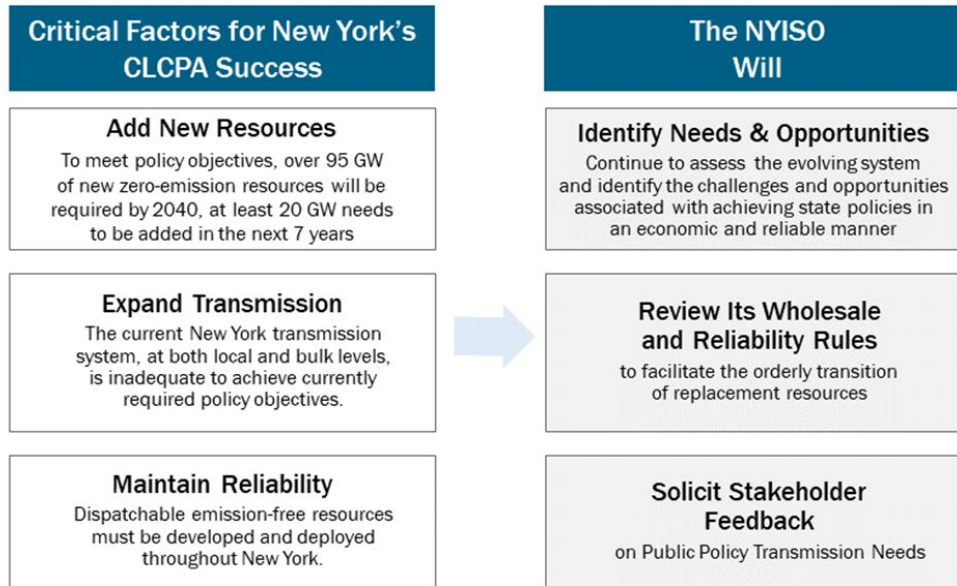 Critical Factors for New York's
CLCPA Success
Add New Resources
To meet policy objectives, over 95 GW
of new zero-emission resources will be
required by 2040, at least 20 GW needs
to be added in the next 7 years
Expand Transmission
The current New York transmission
system, at both local and bulk levels,
is inadequate to achieve currently
required policy objectives.
Maintain Reliability
Dispatchable emission-free resources
must be developed and deployed
throughout New York.
The NYISO
Will
Identify Needs & Opportunities
Continue to assess the evolving system
and identify the challenges and opportunities
associated with achieving state policies in
an economic and reliable manner
Review Its Wholesale
and Reliability Rules
to facilitate the orderly transition
of replacement resources
Solicit Stakeholder
Feedback
on Public Policy Transmission Needs